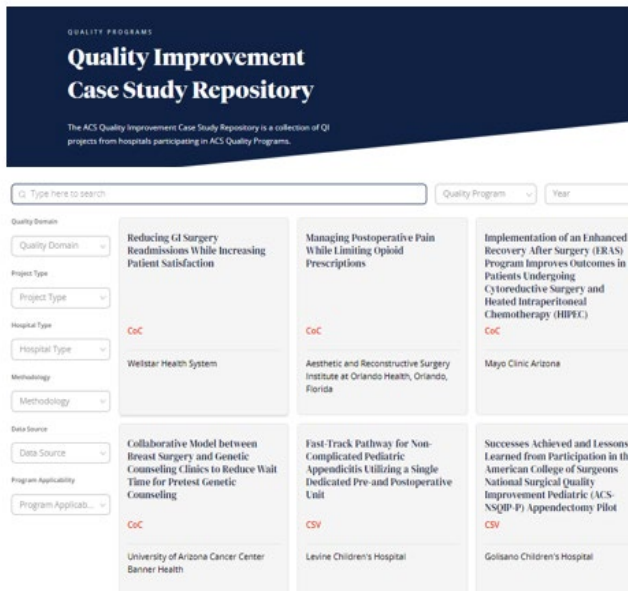 QUALITY PROGRAMS
Quality Improvement
Case Study Repository
The ACS Quality Improvement Case Study Repository is a collection of QI
projects from hospitals participating in ACS Quality Programs.
Type here to search
Quality Program
Year
Quality Domain
Quality Domain
Project Type
Project Type
Hospital Type
Hospital Type
Methodology
Methodology
Data Source
Data Source
Program Applicability
Program Applicab...
Reducing GI Surgery
Readmissions While Increasing
Patient Satisfaction
CoC
Wellstar Health System
Managing Postoperative Pain
While Limiting Opioid
Prescriptions
CoC
Aesthetic and Reconstructive Surgery
Institute at Orlando Health, Orlando,
Florida
Implementation of an Enhanced
Recovery After Surgery (ERAS)
Program Improves Outcomes in
Patients Undergoing
Cytoreductive Surgery and
Heated Intraperitoneal
Chemotherapy (HIPEC)
CoC
Mayo Clinic Arizona
Collaborative Model between
Breast Surgery and Genetic
Counseling Clinics to Reduce Wait
Time for Pretest Genetic
Counseling
CoC
University of Arizona Cancer Center
Banner Health
Fast-Track Pathway for Non-
Complicated Pediatric
Appendicitis Utilizing a Single
Dedicated Pre-and Postoperative
Unit
CSV
Levine Children's Hospital
Successes Achieved and Lessons
Learned from Participation in th
American College of Surgeons
National Surgical Quality
Improvement Pediatric (ACS-
NSQIP-P) Appendectomy Pilot
CSV
Golisano Children's Hospital